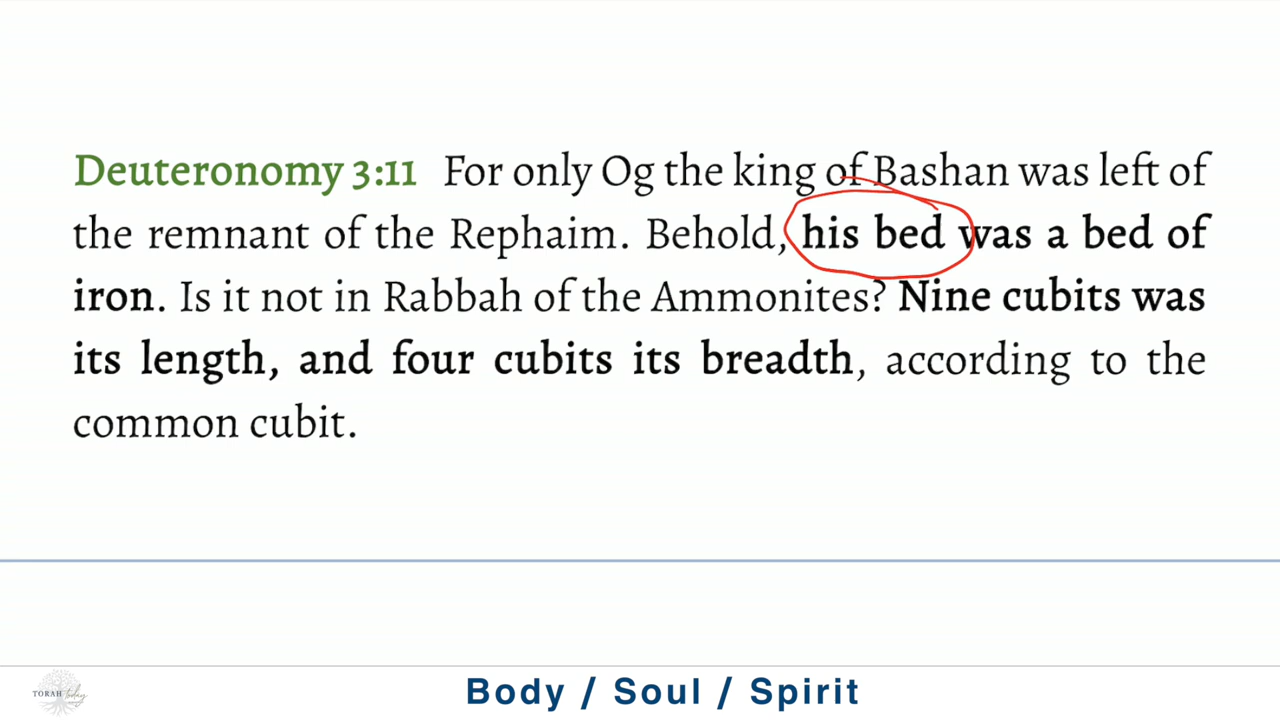 Deuteronomy 3:11 For only Og the king of Bashan was left of
the remnant of the Rephaim. Behold, his bed was a bed of
iron. Is it not in Rabbah of the Ammonites? Nine cubits was
its length, and four cubits its breadth, according to the
common cubit.
TORAH today
Body / Soul / Spirit